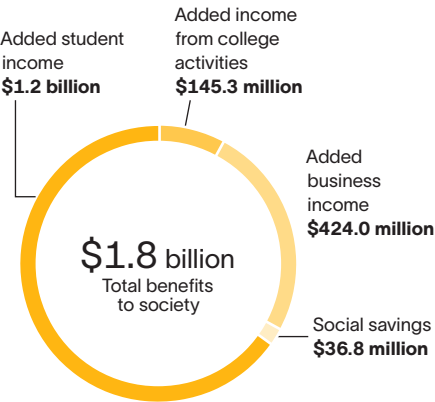 Added student
income
$1.2 billion
Added income
from college
activities
$145.3 million
Added
business
income
$424.0 million
$1.8 billion
Total benefits
to society
Social savings
$36.8 million